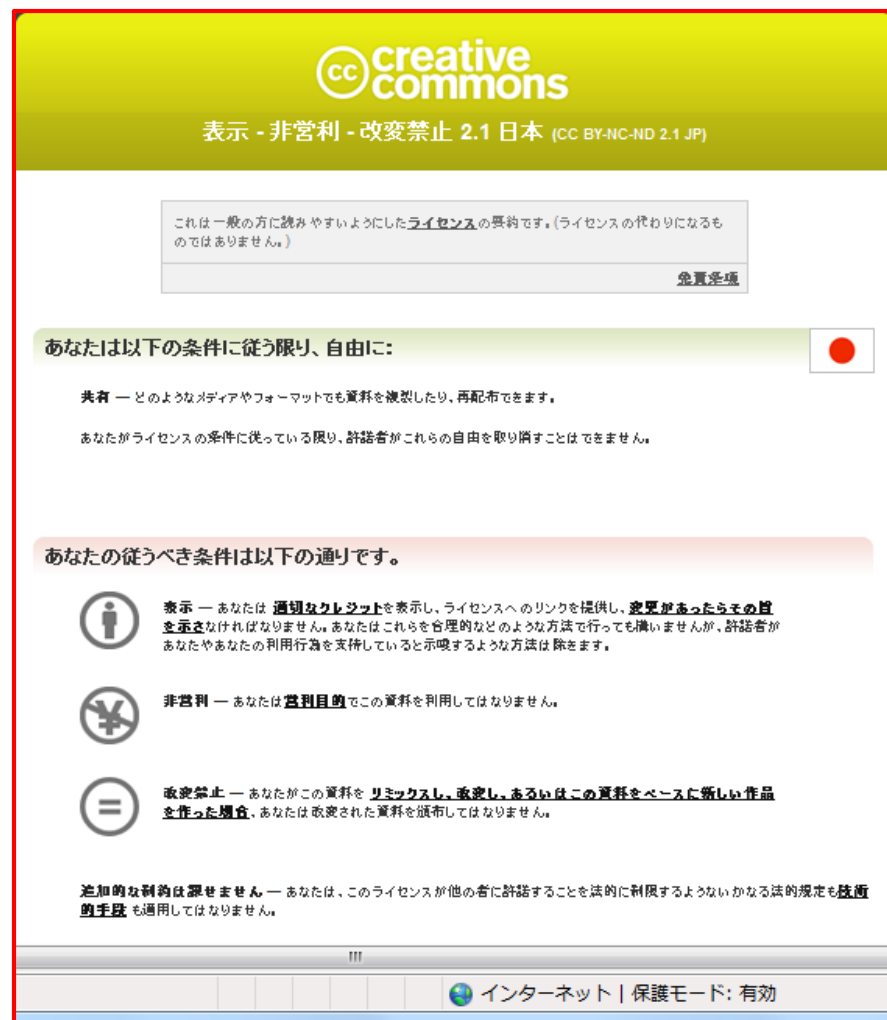 cc creative
commons
表示 - 非営利 - 改変禁止 2.1 日本 (CC BY-NC-ND 2.1 JP)
これは一般の方に読みやすいようにしたライセンスの要約です。(ライセンスの代わりになるも
のではありません。)
免責条項
あなたは以下の条件に従う限り、自由に:
共有 — どのようなメディアやフォーマットでも資料を複製したり、再配布できます。
あなたがライセンスの条件に従っている限り、許諾者がこれらの自由を取り消すことはできません。
あなたの従うべき条件は以下の通りです。
表示 — あなたは 適切なクレジットを表示し、ライセンスへのリンクを提供し、変更があったらその旨
を示さなければなりません。あなたはこれらを合理的などのような方法で行っても構いませんが、許諾者が
あなたやあなたの利用行為を支持していると示唆するような方法は除きます。
非営利 — あなたは営利目的でこの資料を利用してはなりません。
改変禁止 — あなたがこの資料を リミックスし、改変し、あるいはこの資料をベースに新しい作品
を作った場合、あなたは改変された資料を頒布してはなりません。
追加的な制約は課せません — あなたは、このライセンスが他の者に許諾することを法的に制限するようないかなる法的規定も技術
的手段 も適用してはなりません。
インターネット | 保護モード: 有効